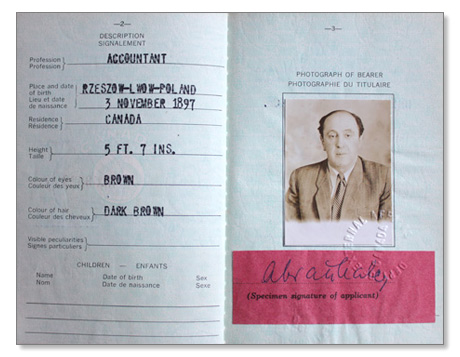 —2—
DESCRIPTION
SIGNALEMENT
Profession
Profession
ACCOUNTANT
Place and date
of birth
Lieu et date
de naissance
RZESZOW-LWOW-POLAND
3 NOVEMBER 1897
Residence
Résidence
CANADA
Height
Taille
5 FT. 7 INS.
Colour of eyes
Couleur des yeux
BROWN
Colour of hair
Couleur des cheveux
DARK BROWN
Visible peculiarities
Signes particuliers
CHILDREN — ENFANTS
Name Date of birth Sex
Nom Date de naissance Sexe
—3—
PHOTOGRAPH OF BEARER
PHOTOGRAPHIE DU TITULAIRE
(Specimen signature of applicant)